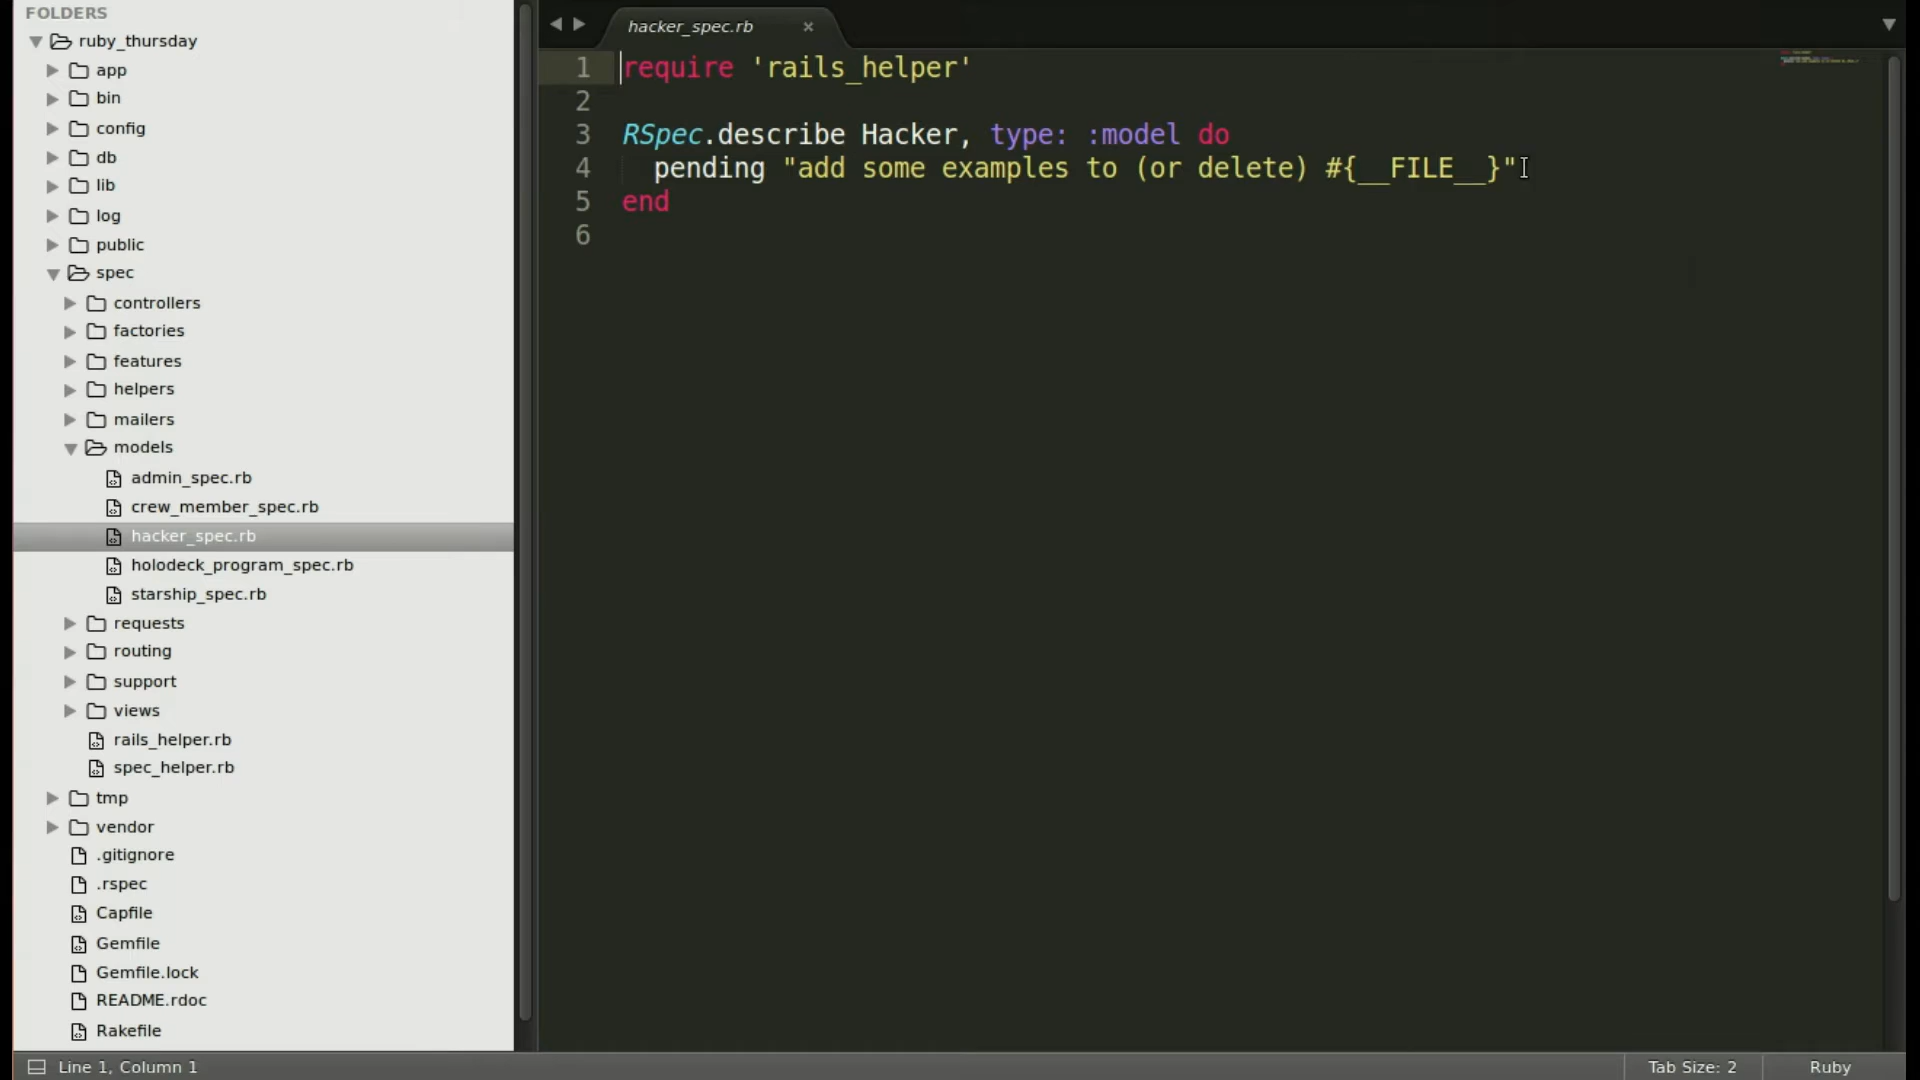 FOLDERS
ruby_thursday
app
bin
config
db
lib
log
public
spec
controllers
factories
features
helpers
mailers
models
admin_spec.rb
crew_member_spec.rb
hacker_spec.rb
holodeck_program_spec.rb
starship_spec.rb
requests
routing
support
views
rails_helper.rb
spec_helper.rb
tmp
vendor
.gitignore
.rspec
Capfile
Gemfile
Gemfile.lock
README.rdoc
Rakefile
hacker_spec.rb ×
1 require 'rails_helper'
2
3 RSpec.describe Hacker, type: :model do
4   pending "add some examples to (or delete) #{__FILE__}"
5 end
6
Line 1, Column 1
Tab Size: 2
Ruby